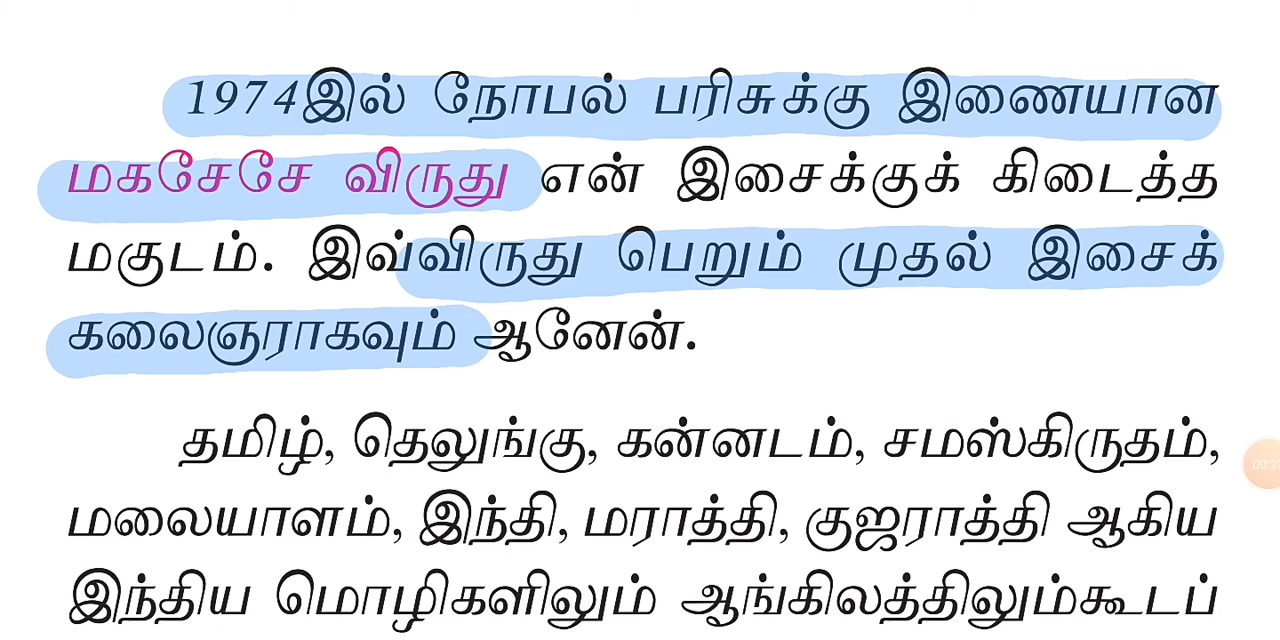 1974இல் நோபல் பரிசுக்கு இணையான
மகசேசே விருது என் இசைக்குக் கிடைத்த
மகுடம். இவ்விருது பெறும் முதல் இசைக்
கலைஞராகவும் ஆனேன்.
தமிழ், தெலுங்கு, கன்னடம், சமஸ்கிருதம்,
மலையாளம், இந்தி, மராத்தி, குஜராத்தி ஆகிய
இந்திய மொழிகளிலும் ஆங்கிலத்திலும்கூடப்